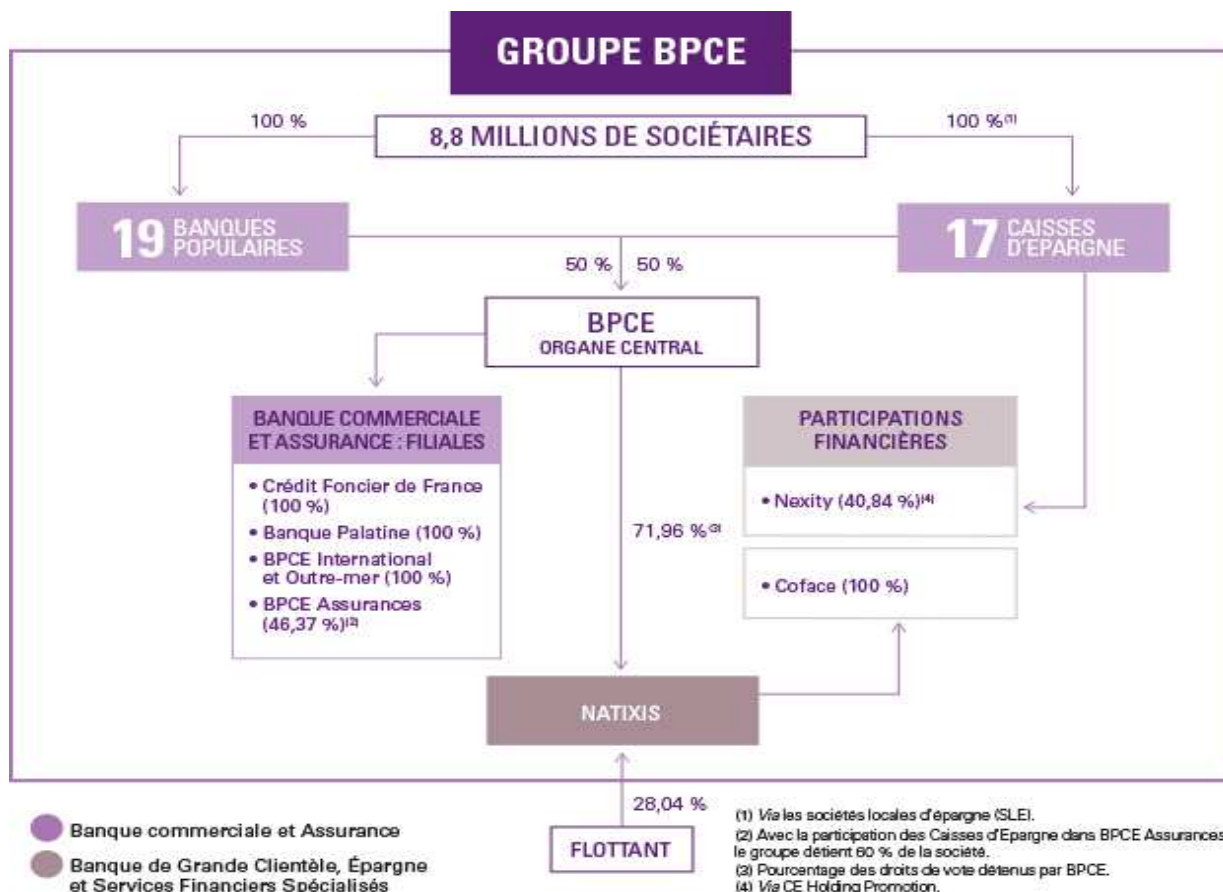 GROUPE BPCE
100 %
8,8 MILLIONS DE SOCIÉTAIRES
100 %(1)
19 BANQUES
POPULAIRES
17 CAISSES
D'EPARGNE
50 % 50 %
BPCE
ORGANE CENTRAL
BANQUE COMMERCIALE
ET ASSURANCE : FILIALES
• Crédit Foncier de France
(100 %)
• Banque Palatine (100 %)
• BPCE International
et Outre-mer (100 %)
• BPCE Assurances
(46,37 %)(2)
71,96 %(3)
PARTICIPATIONS
FINANCIÈRES
• Nexity (40,84 %)(4)
• Coface (100 %)
NATIXIS
28,04 %
FLOTTANT
Banque commerciale et Assurance
Banque de Grande Clientèle, Épargne
et Services Financiers Spécialisés
(1) Via les sociétés locales d'épargne (SLE).
(2) Avec la participation des Caisses d'Epargne dans BPCE Assurances
le groupe détient 60 % de la société.
(3) Pourcentage des droits de vote détenus par BPCE.
(4) Via CE Holding Promotion.